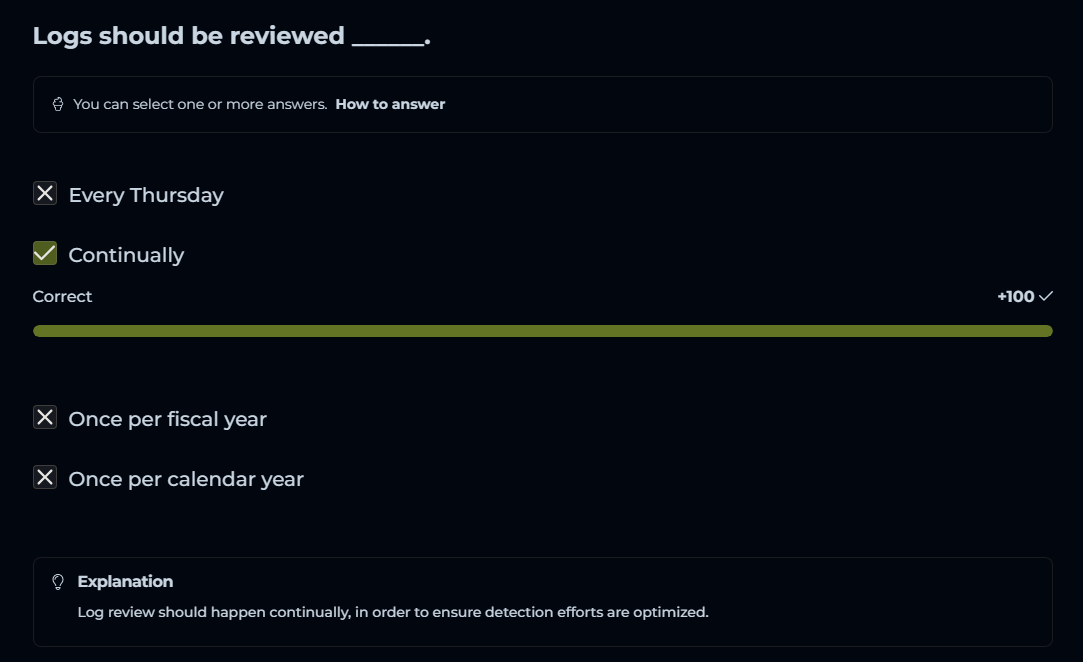 Logs should be reviewed ______.
You can select one or more answers. How to answer
Every Thursday
Continually
Correct
+100
Once per fiscal year
Once per calendar year
Explanation
Log review should happen continually, in order to ensure detection efforts are optimized.